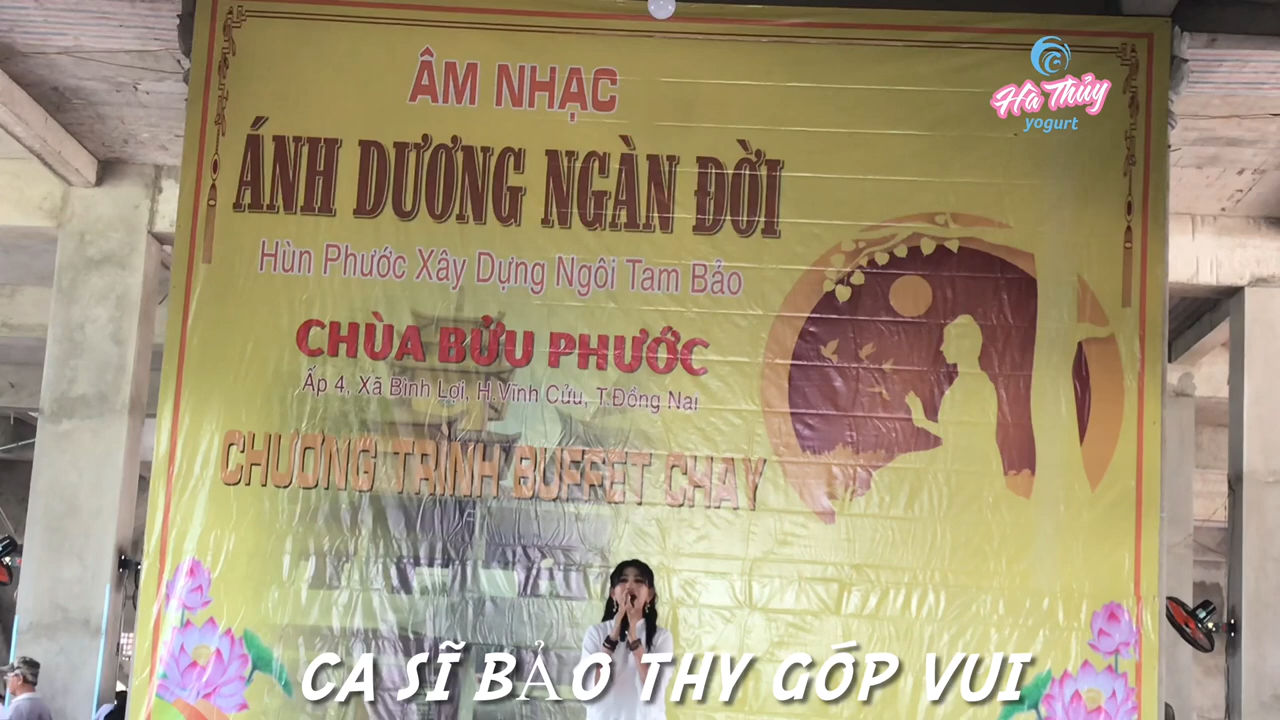 ÂM NHẠC
Hà Thủy
yogurt
ÁNH DƯƠNG NGÀN ĐỜI
Hùn Phước Xây Dựng Ngôi Tam Bảo
CHÙA BỬU PHƯỚC
Ấp 4, Xã Bình Lợi, H.Vĩnh Cửu, T.Đồng Nai
CHƯƠNG TRÌNH BUFFET CHAY
CA SĨ BẢO THY GÓP VUI